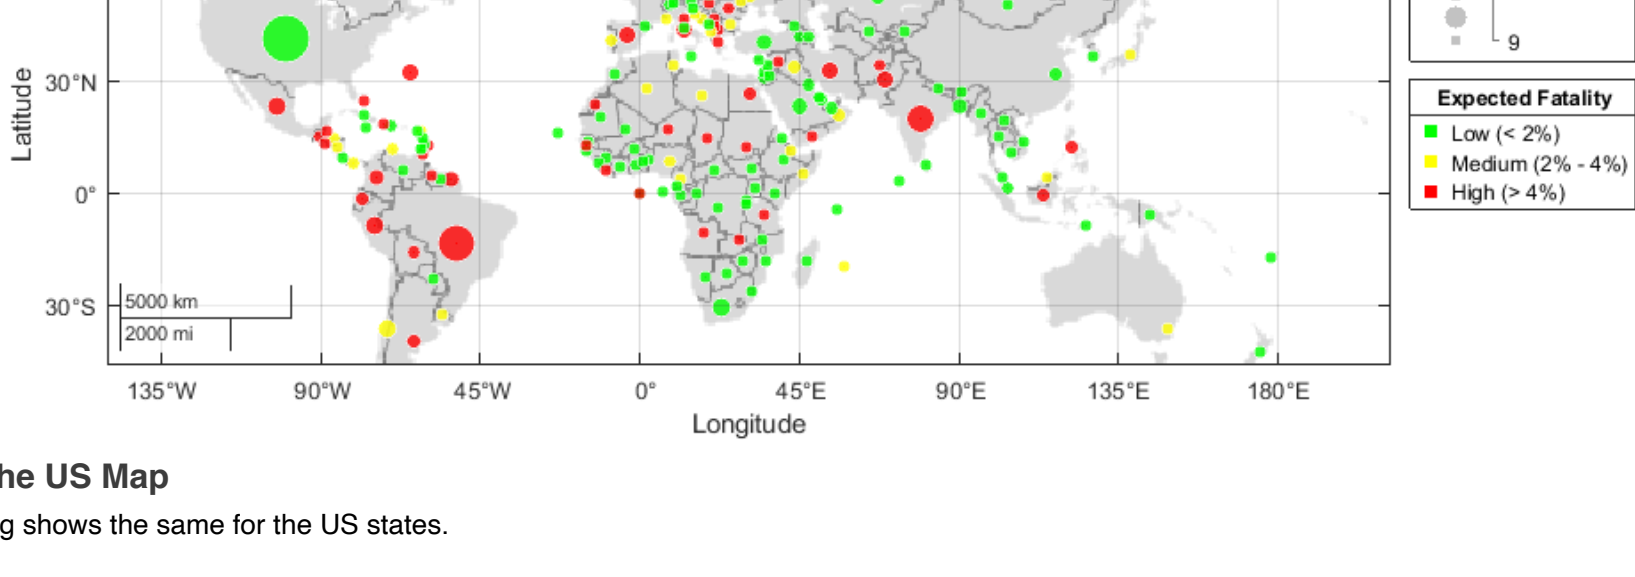 9
Expected Fatality
Low (< 2%)
Medium (2% - 4%)
High (> 4%)
Latitude
30°N
0°
30°S
5000 km
2000 mi
135°W 90°W 45°W 0° 45°E 90°E 135°E 180°E
Longitude
he US Map
g shows the same for the US states.